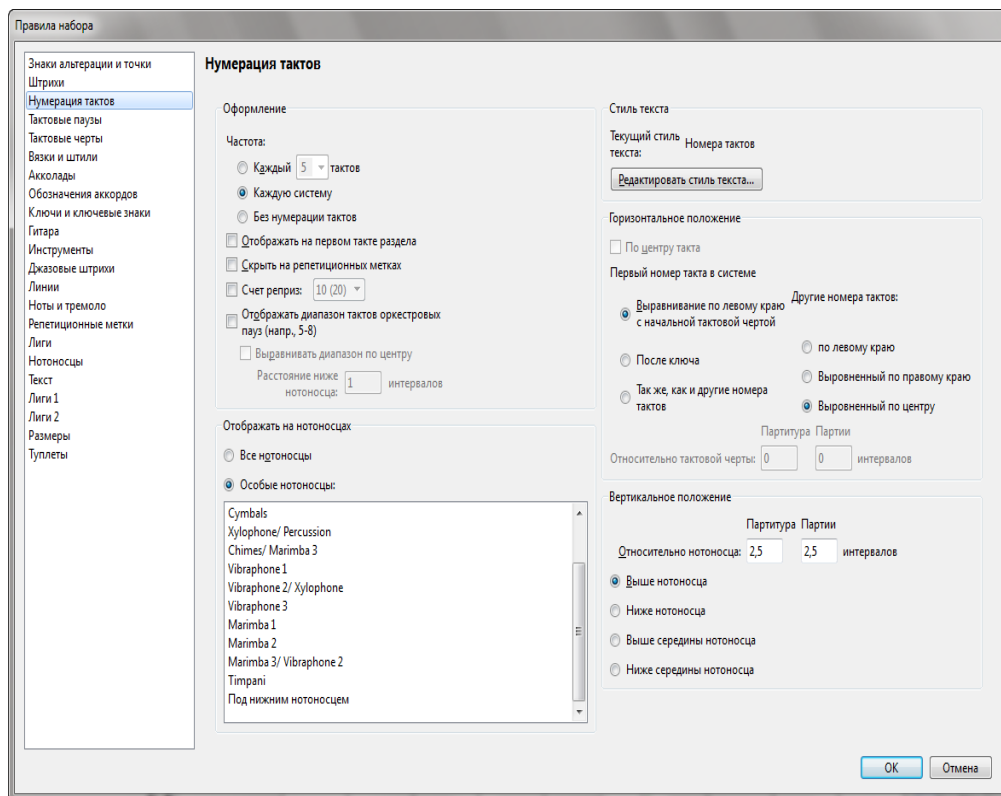 Правила набора
Знаки альтерации и точки
Штрихи
Нумерация тактов
Тактовые паузы
Тактовые черты
Вязки и штили
Акколады
Обозначения аккордов
Ключи и ключевые знаки
Гитара
Инструменты
Джазовые штрихи
Линии
Ноты и тремоло
Репетиционные метки
Лиги
Нотоносцы
Текст
Лиги 1
Лиги 2
Размеры
Туплеты
Нумерация тактов
Оформление
Частота:
Каждый 5 тактов
Каждую систему
Без нумерации тактов
Отображать на первом такте раздела
Скрыть на репетиционных метках
Счет реприз: 10 (20)
Отображать диапазон тактов оркестровых
пауз (напр., 5-8)
Выравнивать диапазон по центру
Расстояние ниже
нотоносца: 1 интервалов
Отображать на нотоносцах
Все нотоносцы
Особые нотоносцы:
Cymbals
Xylophone/ Percussion
Chimes/ Marimba 3
Vibraphone 1
Vibraphone 2/ Xylophone
Vibraphone 3
Marimba 1
Marimba 2
Marimba 3/ Vibraphone 2
Timpani
Под нижним нотоносцем
Стиль текста
Текущий стиль
текста: Номера тактов
Редактировать стиль текста...
Горизонтальное положение
По центру такта
Первый номер такта в системе
Выравнивание по левому краю
с начальной тактовой чертой
После ключа
Так же, как и другие номера
тактов
Другие номера тактов:
по левому краю
Выровненный по правому краю
Выровненный по центру
Партитура Партии
Относительно тактовой черты: 0 0 интервалов
Вертикальное положение
Партитура Партии
Относительно нотоносца: 2,5 2,5 интервалов
Выше нотоносца
Ниже нотоносца
Выше середины нотоносца
Ниже середины нотоносца
OK Отмена